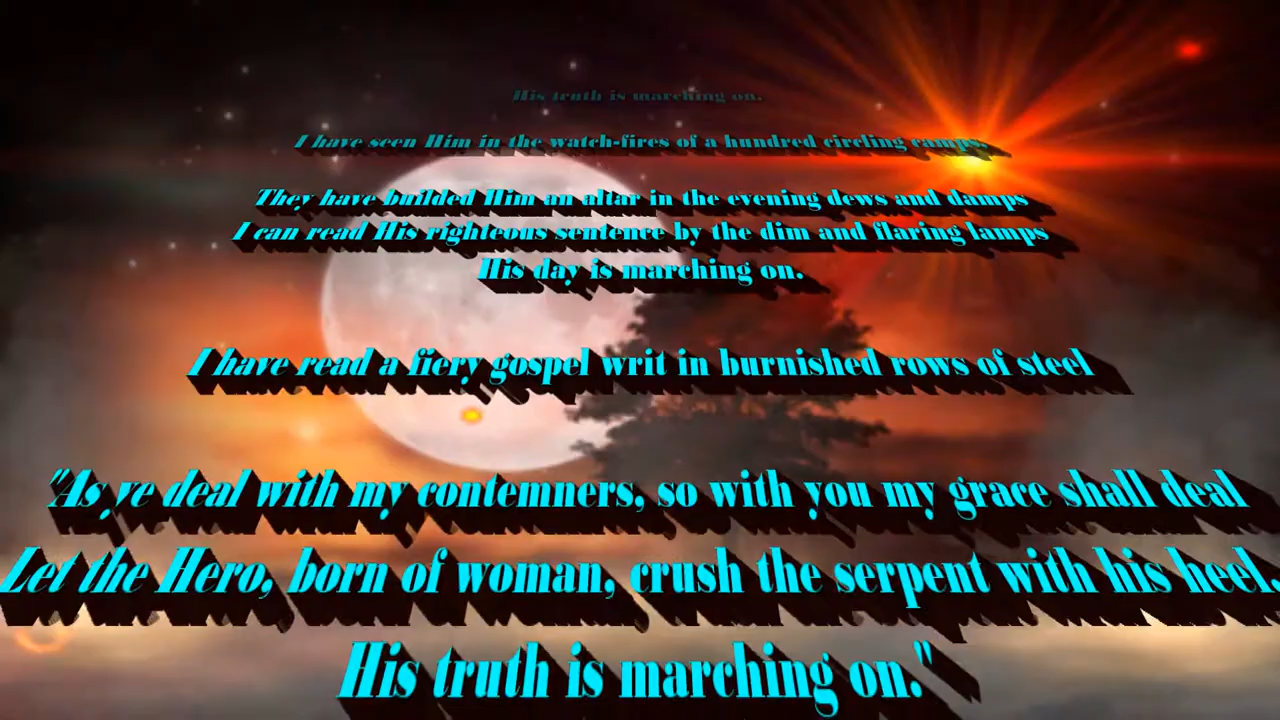 His truth is marching on.
I have seen Him in the watch-fires of a hundred circling camps,
They have builded Him an altar in the evening dews and damps
I can read His righteous sentence by the dim and flaring lamps
His day is marching on.
I have read a fiery gospel writ in burnished rows of steel
"As ye deal with my contemners, so with you my grace shall deal
Let the Hero, born of woman, crush the serpent with his heel,
His truth is marching on."